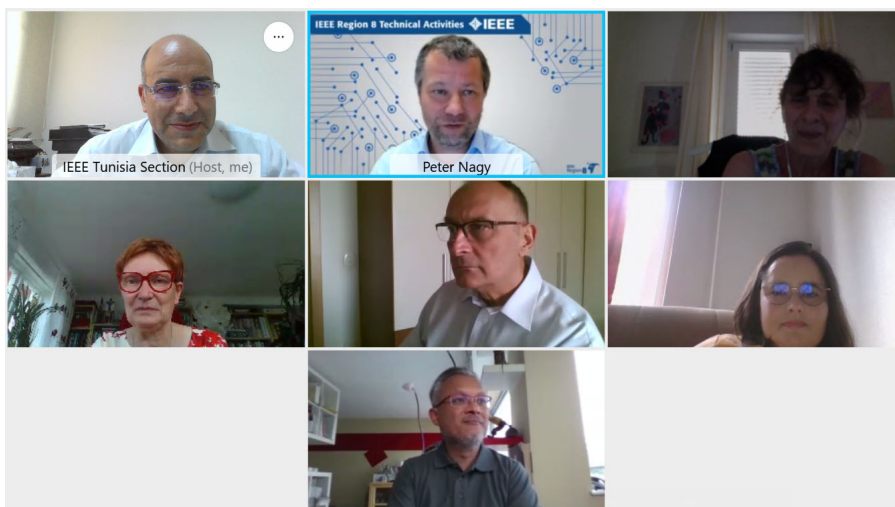 IEEE Region 8 Technical Activities IEEE
IEEE Tunisia Section (Host, me)
Peter Nagy